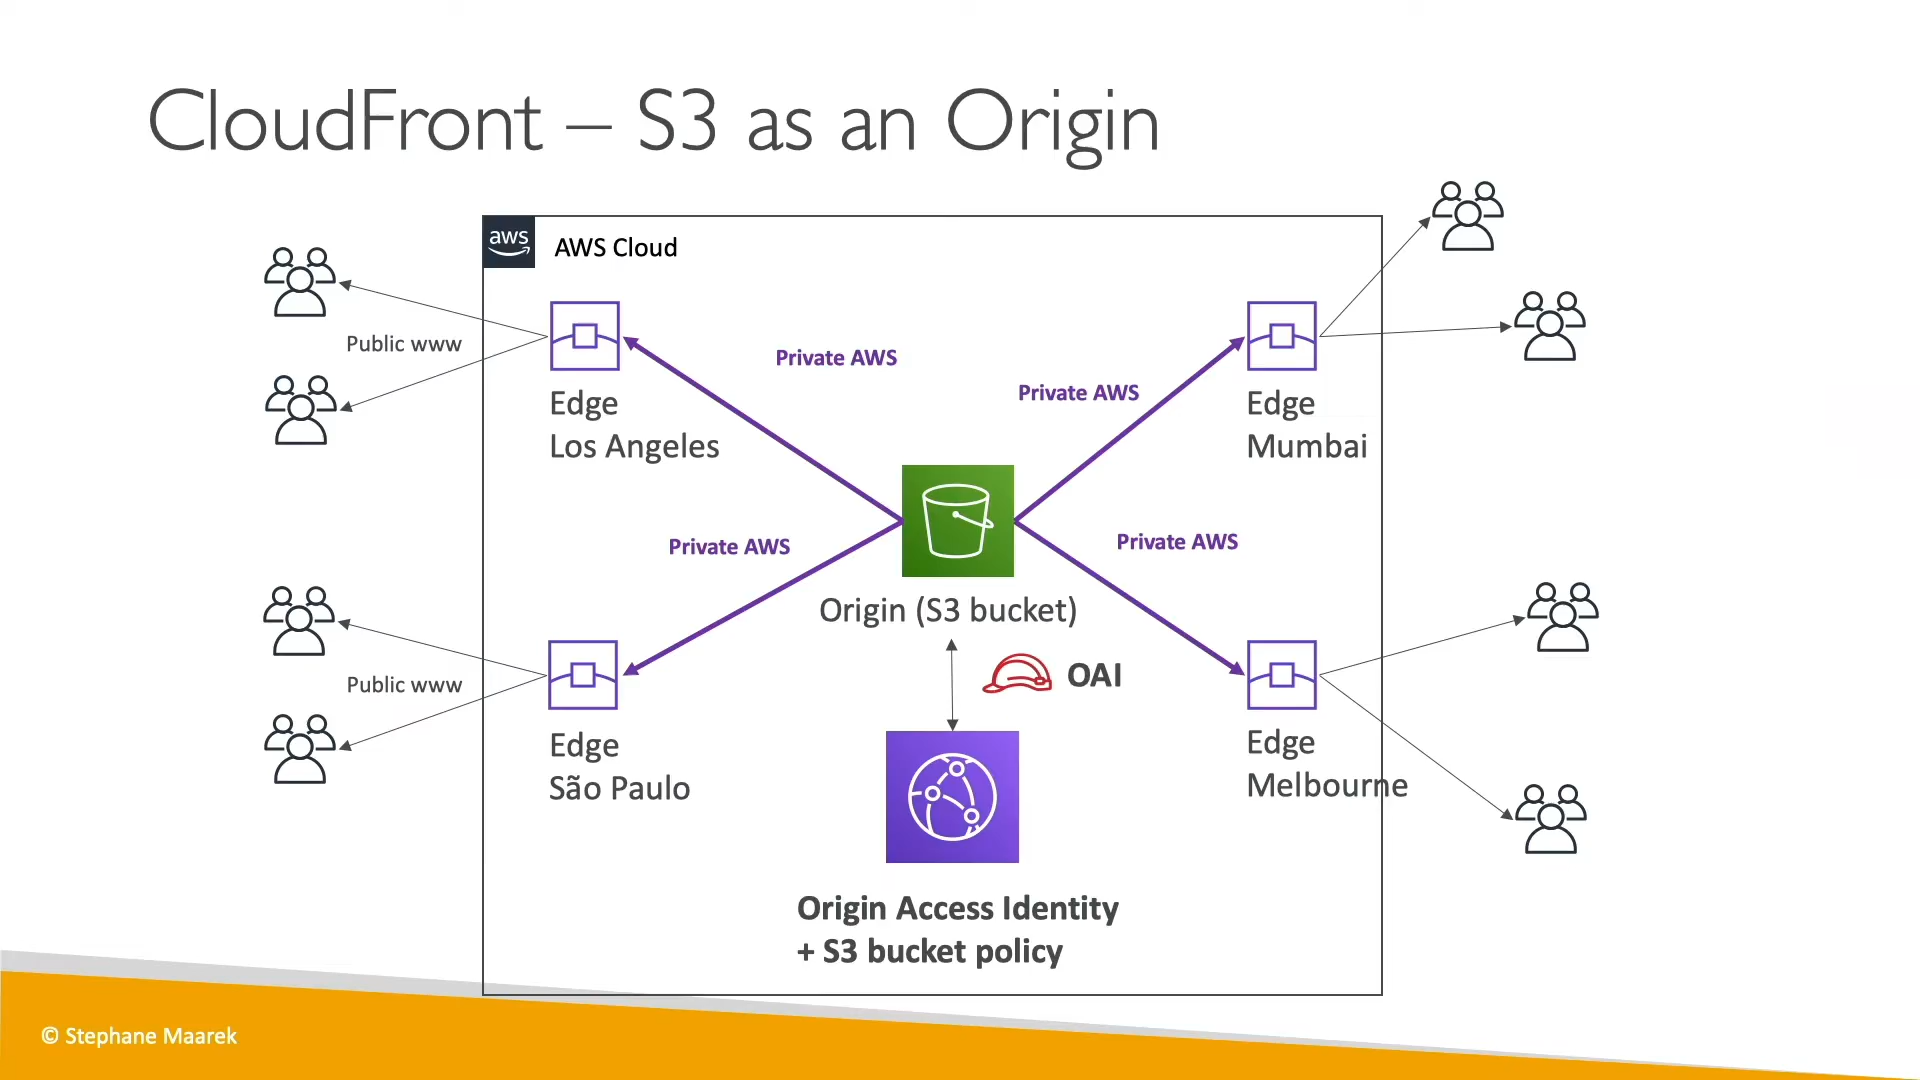 CloudFront – S3 as an Origin
aws
AWS Cloud
Public www
Edge
Los Angeles
Private AWS
Private AWS
Edge
Mumbai
Private AWS
Private AWS
Origin (S3 bucket)
OAI
Public www
Edge
São Paulo
Edge
Melbourne
Origin Access Identity
+ S3 bucket policy
© Stephane Maarek